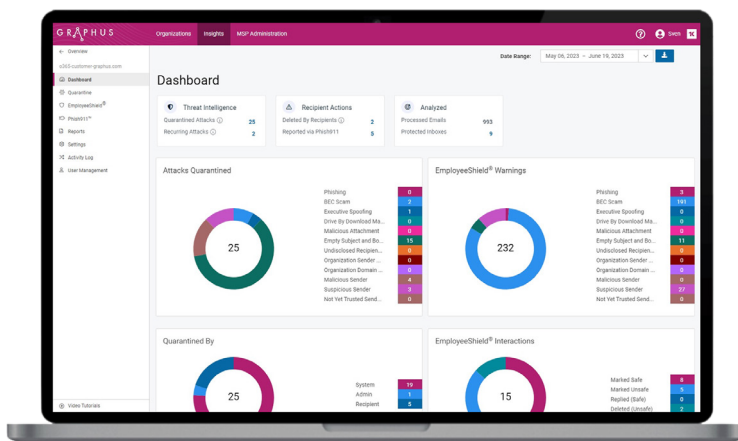 GRAPHUS
Organizations Insights MSP Administration
Sven
Overview
Date Range: May 06, 2023 – June 19, 2023
o365-customer-graphus.com
Dashboard
Quarantine
EmployeeShield®
Phish911™
Reports
Settings
Activity Log
User Management
Video Tutorials
Dashboard
Threat Intelligence
Quarantined Attacks 25
Recurring Attacks 2
Recipient Actions
Deleted By Recipients 2
Reported via Phish911 5
Analyzed
Processed Emails 993
Protected Inboxes 9
Attacks Quarantined
25
Phishing 0
BEC Scam 2
Executive Spoofing 1
Drive By Download Ma... 0
Malicious Attachment 0
Empty Subject and Bo... 15
Undisclosed Recipien... 0
Organization Sender ... 0
Organization Domain ... 0
Malicious Sender 4
Suspicious Sender 3
Not Yet Trusted Send... 0
EmployeeShield® Warnings
232
Phishing 3
BEC Scam 191
Executive Spoofing 0
Drive By Download Ma... 0
Malicious Attachment 0
Empty Subject and Bo... 11
Undisclosed Recipien... 0
Organization Sender ... 0
Organization Domain ... 0
Malicious Sender 0
Suspicious Sender 27
Not Yet Trusted Send... 0
Quarantined By
25
System 19
Admin 1
Recipient 5
EmployeeShield® Interactions
15
Marked Safe 8
Marked Unsafe 5
Replied (Safe) 0
Deleted (Unsafe) 2